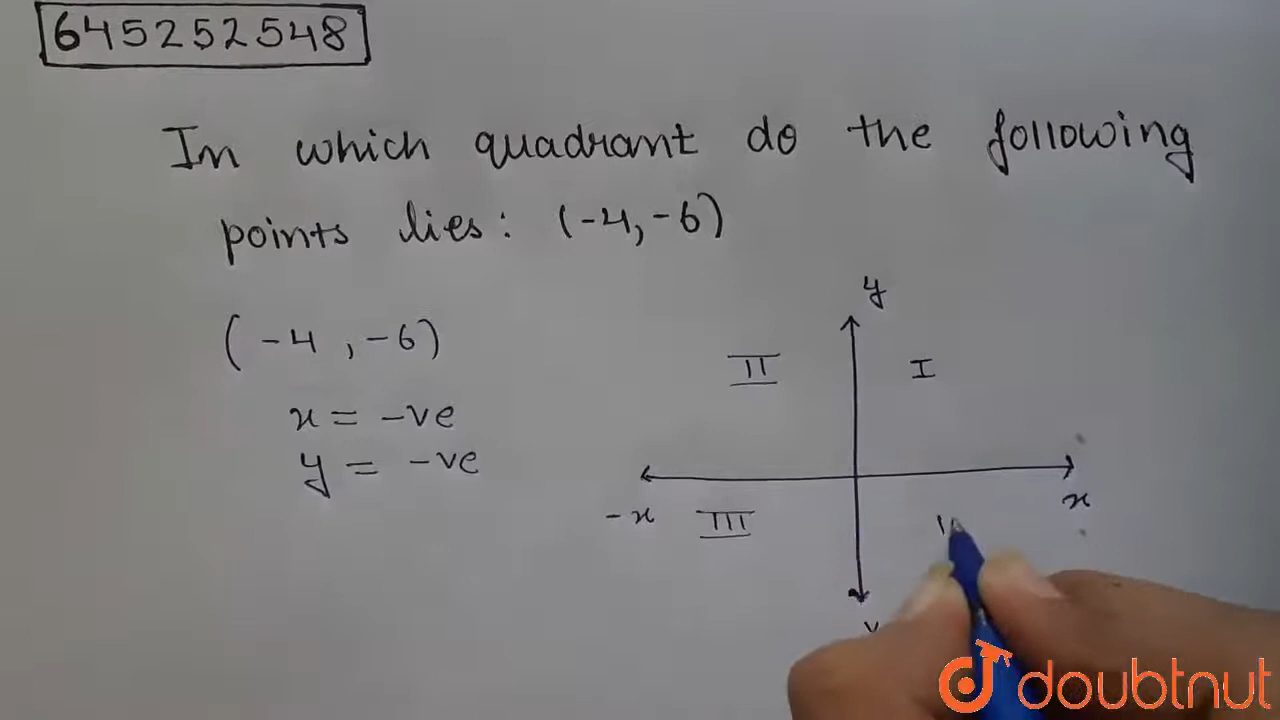 645252548
In which quadrant do the following
points lies: (-4,-6)
(-4,-6)
x = -ve
y = -ve
y
II
I
-x
x
III
doubtnut